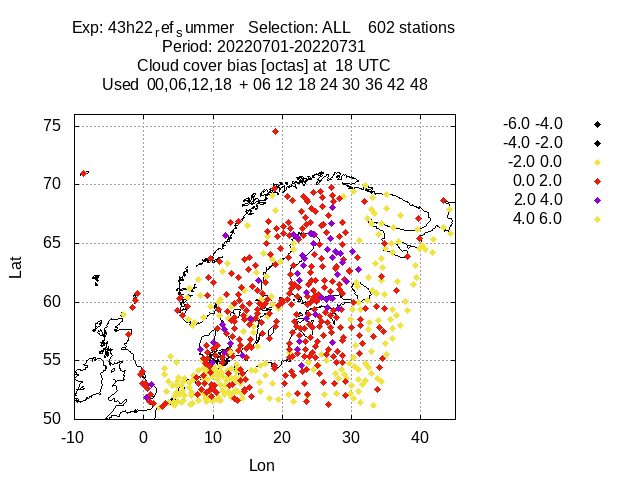 Exp: 43h22ref summer   Selection: ALL    602 stations
Period: 20220701-20220731
Cloud cover bias [octas] at  18 UTC
Used  00,06,12,18  + 06 12 18 24 30 36 42 48
-6.0 -4.0
-4.0 -2.0
-2.0 0.0
0.0 2.0
2.0 4.0
4.0 6.0
75
70
65
60
55
50
Lat
-10 0 10 20 30 40
Lon